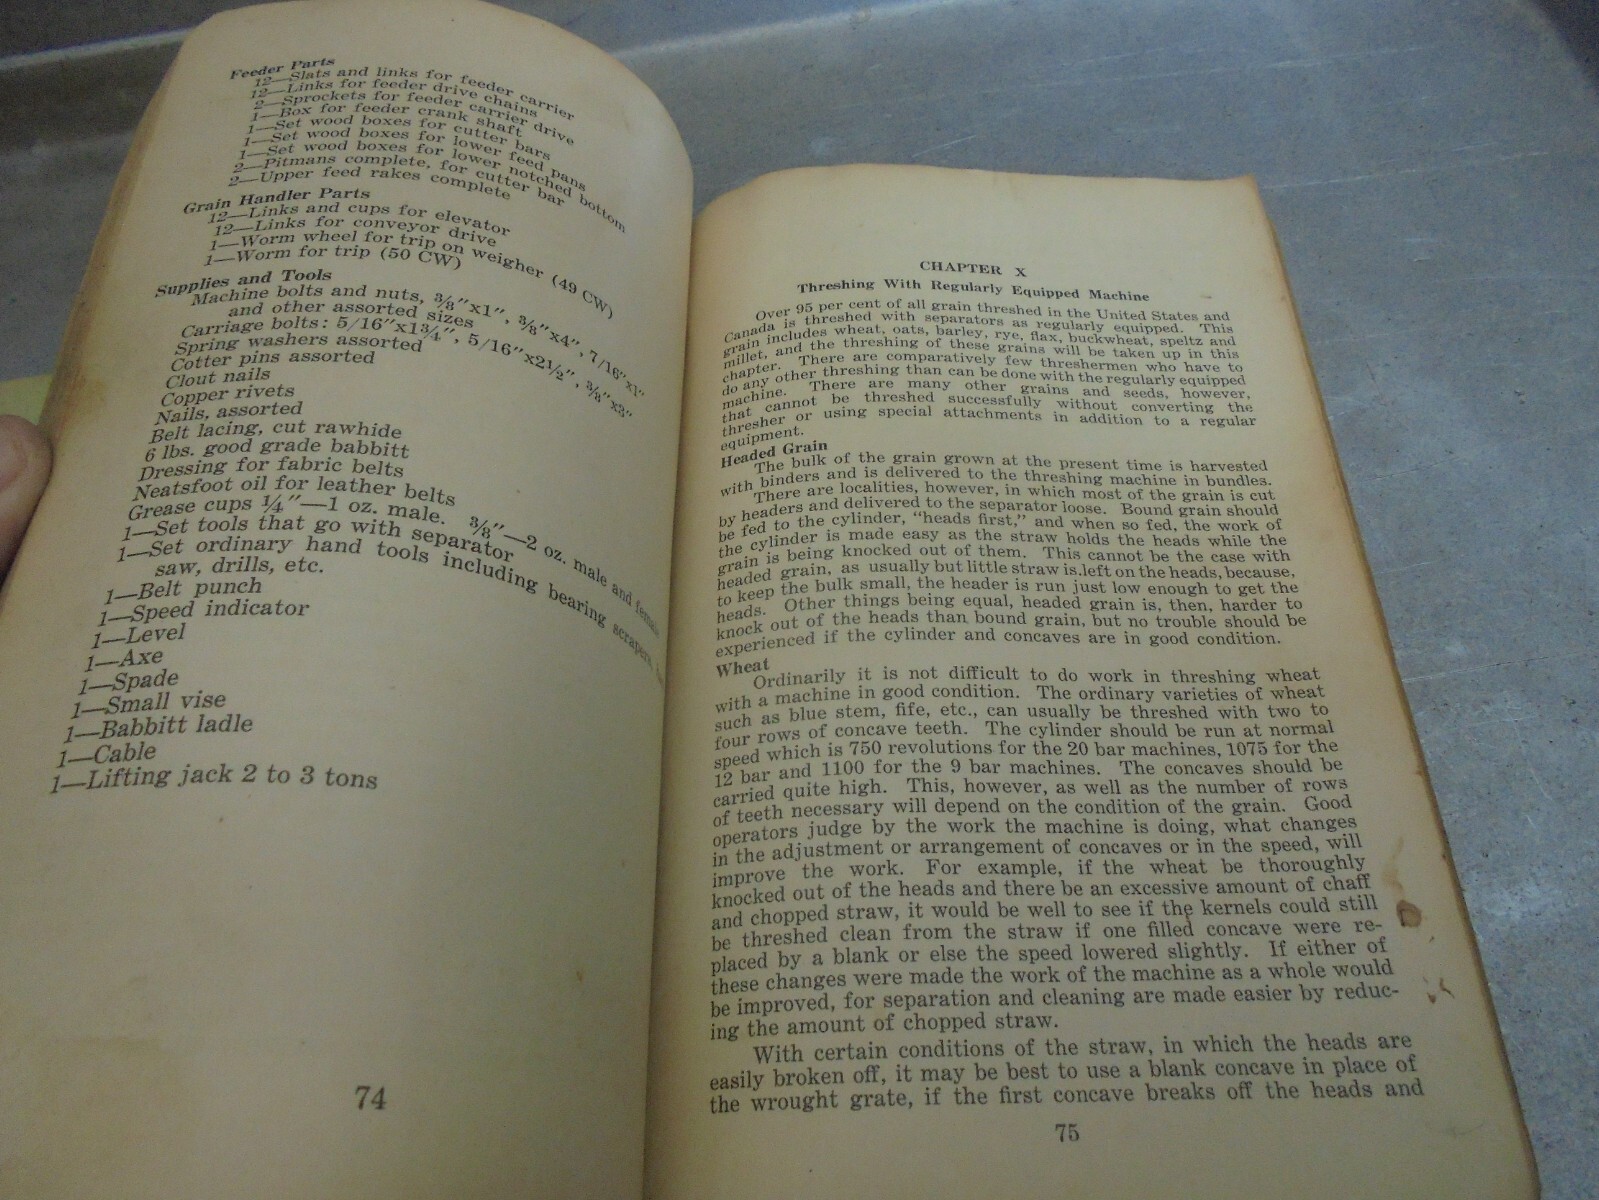 Feeder Parts
12—Slats and links for feeder carrier
12—Links for feeder drive chains
2—Sprockets for feeder carrier drive
1—Box for feeder crank shaft
1—Set wood boxes for cutter bars
1—Set wood boxes for lower feed pans
1—Set wood boxes for lower notched bottom
2—Pitmans complete, for cutter bar
2—Upper feed rakes complete
Grain Handler Parts
12—Links and cups for elevator
12—Links for conveyor drive
1—Worm wheel for trip on weigher (49 CW)
1—Worm for trip (50 CW)
Supplies and Tools
Machine bolts and nuts, 3/8"x1", 3/8"x4", 7/16"x1"
and other assorted sizes
Carriage bolts: 5/16"x1¾", 5/16"x2½", 3/8"x3"
Spring washers assorted
Cotter pins assorted
Clout nails
Copper rivets
Nails, assorted
Belt lacing, cut rawhide
6 lbs. good grade babbitt
Dressing for fabric belts
Neatsfoot oil for leather belts
Grease cups ¼"—1 oz. male. 3/8"—2 oz. male and female
1—Set tools that go with separator
1—Set ordinary hand tools including bearing scrapers,
saw, drills, etc.
1—Belt punch
1—Speed indicator
1—Level
1—Axe
1—Spade
1—Small vise
1—Babbitt ladle
1—Cable
1—Lifting jack 2 to 3 tons
74
CHAPTER X
Threshing With Regularly Equipped Machine
Over 95 per cent of all grain threshed in the United States and
Canada is threshed with separators as regularly equipped. This
grain includes wheat, oats, barley, rye, flax, buckwheat, speltz and
millet, and the threshing of these grains will be taken up in this
chapter. There are comparatively few threshermen who have to
do any other threshing than can be done with the regularly equipped
machine. There are many other grains and seeds, however,
that cannot be threshed successfully without converting the
thresher or using special attachments in addition to a regular
equipment.
Headed Grain
The bulk of the grain grown at the present time is harvested
with binders and is delivered to the threshing machine in bundles.
There are localities, however, in which most of the grain is cut
by headers and delivered to the separator loose. Bound grain should
be fed to the cylinder, "heads first," and when so fed, the work of
the cylinder is made easy as the straw holds the heads while the
grain is being knocked out of them. This cannot be the case with
headed grain, as usually but little straw is left on the heads, because,
to keep the bulk small, the header is run just low enough to get the
heads. Other things being equal, headed grain is, then, harder to
knock out of the heads than bound grain, but no trouble should be
experienced if the cylinder and concaves are in good condition.
Wheat
Ordinarily it is not difficult to do work in threshing wheat
with a machine in good condition. The ordinary varieties of wheat
such as blue stem, fife, etc., can usually be threshed with two to
four rows of concave teeth. The cylinder should be run at normal
speed which is 750 revolutions for the 20 bar machines, 1075 for the
12 bar and 1100 for the 9 bar machines. The concaves should be
carried quite high. This, however, as well as the number of rows
of teeth necessary will depend on the condition of the grain. Good
operators judge by the work the machine is doing, what changes
in the adjustment or arrangement of concaves or in the speed, will
improve the work. For example, if the wheat be thoroughly
knocked out of the heads and there be an excessive amount of chaff
and chopped straw, it would be well to see if the kernels could still
be threshed clean from the straw if one filled concave were re-
placed by a blank or else the speed lowered slightly. If either of
these changes were made the work of the machine as a whole would
be improved, for separation and cleaning are made easier by reduc-
ing the amount of chopped straw.
With certain conditions of the straw, in which the heads are
easily broken off, it may be best to use a blank concave in place of
the wrought grate, if the first concave breaks off the heads and
75